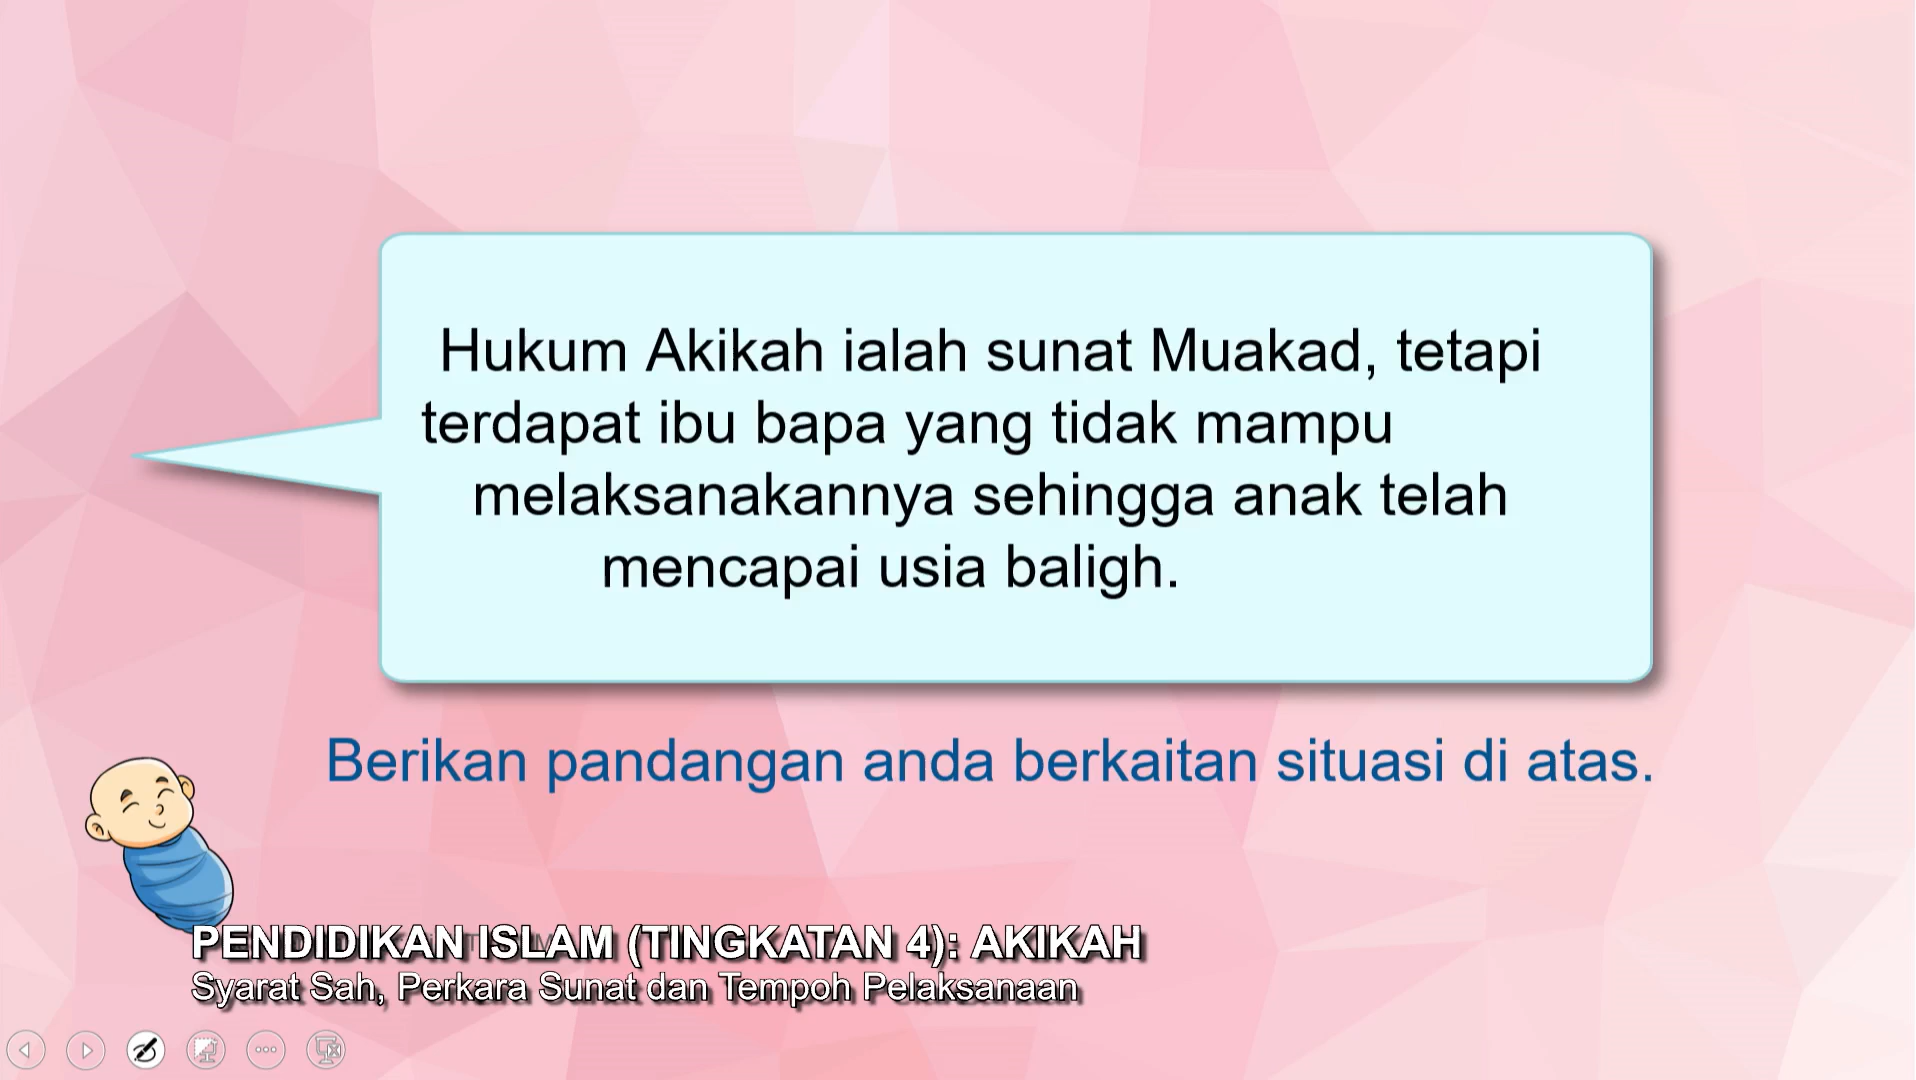 Hukum Akikah ialah sunat Muakad, tetapi
terdapat ibu bapa yang tidak mampu
melaksanakannya sehingga anak telah
mencapai usia baligh.
Berikan pandangan anda berkaitan situasi di atas.
PENDIDIKAN ISLAM (TINGKATAN 4): AKIKAH
Syarat Sah, Perkara Sunat dan Tempoh Pelaksanaan